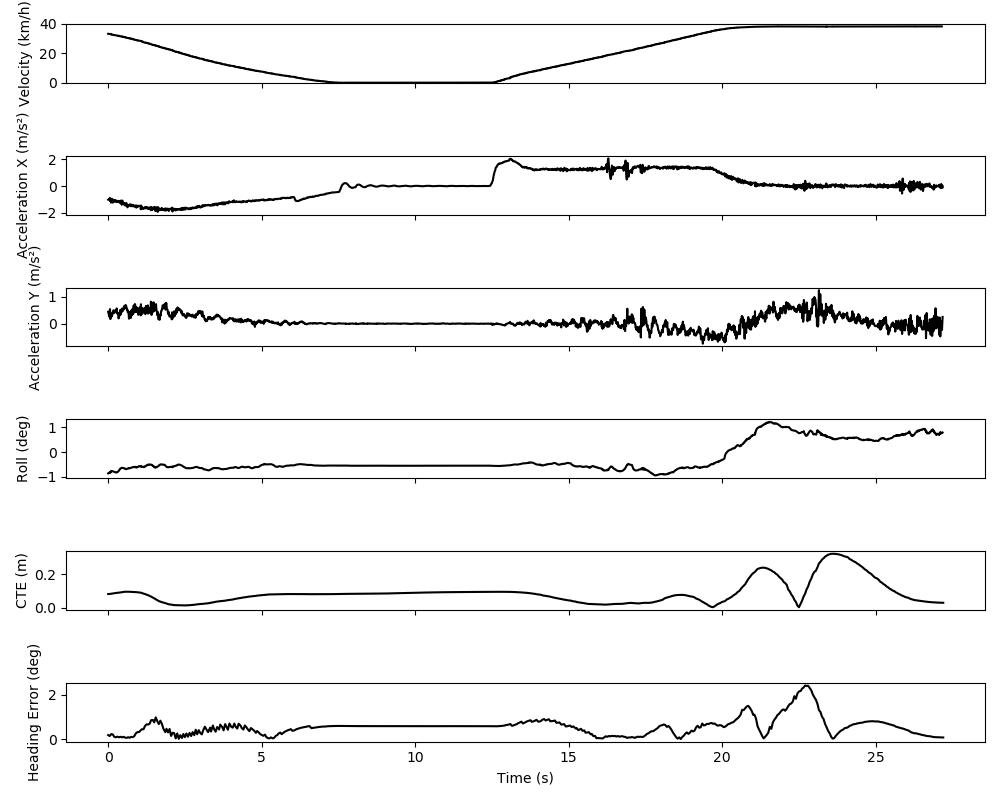 Velocity (km/h)
40
20
0
Acceleration X (m/s²)
2
0
−2
Acceleration Y (m/s²)
1
0
Roll (deg)
1
0
−1
CTE (m)
0.2
0.0
Heading Error (deg)
2
0
0 5 10 15 20 25
Time (s)